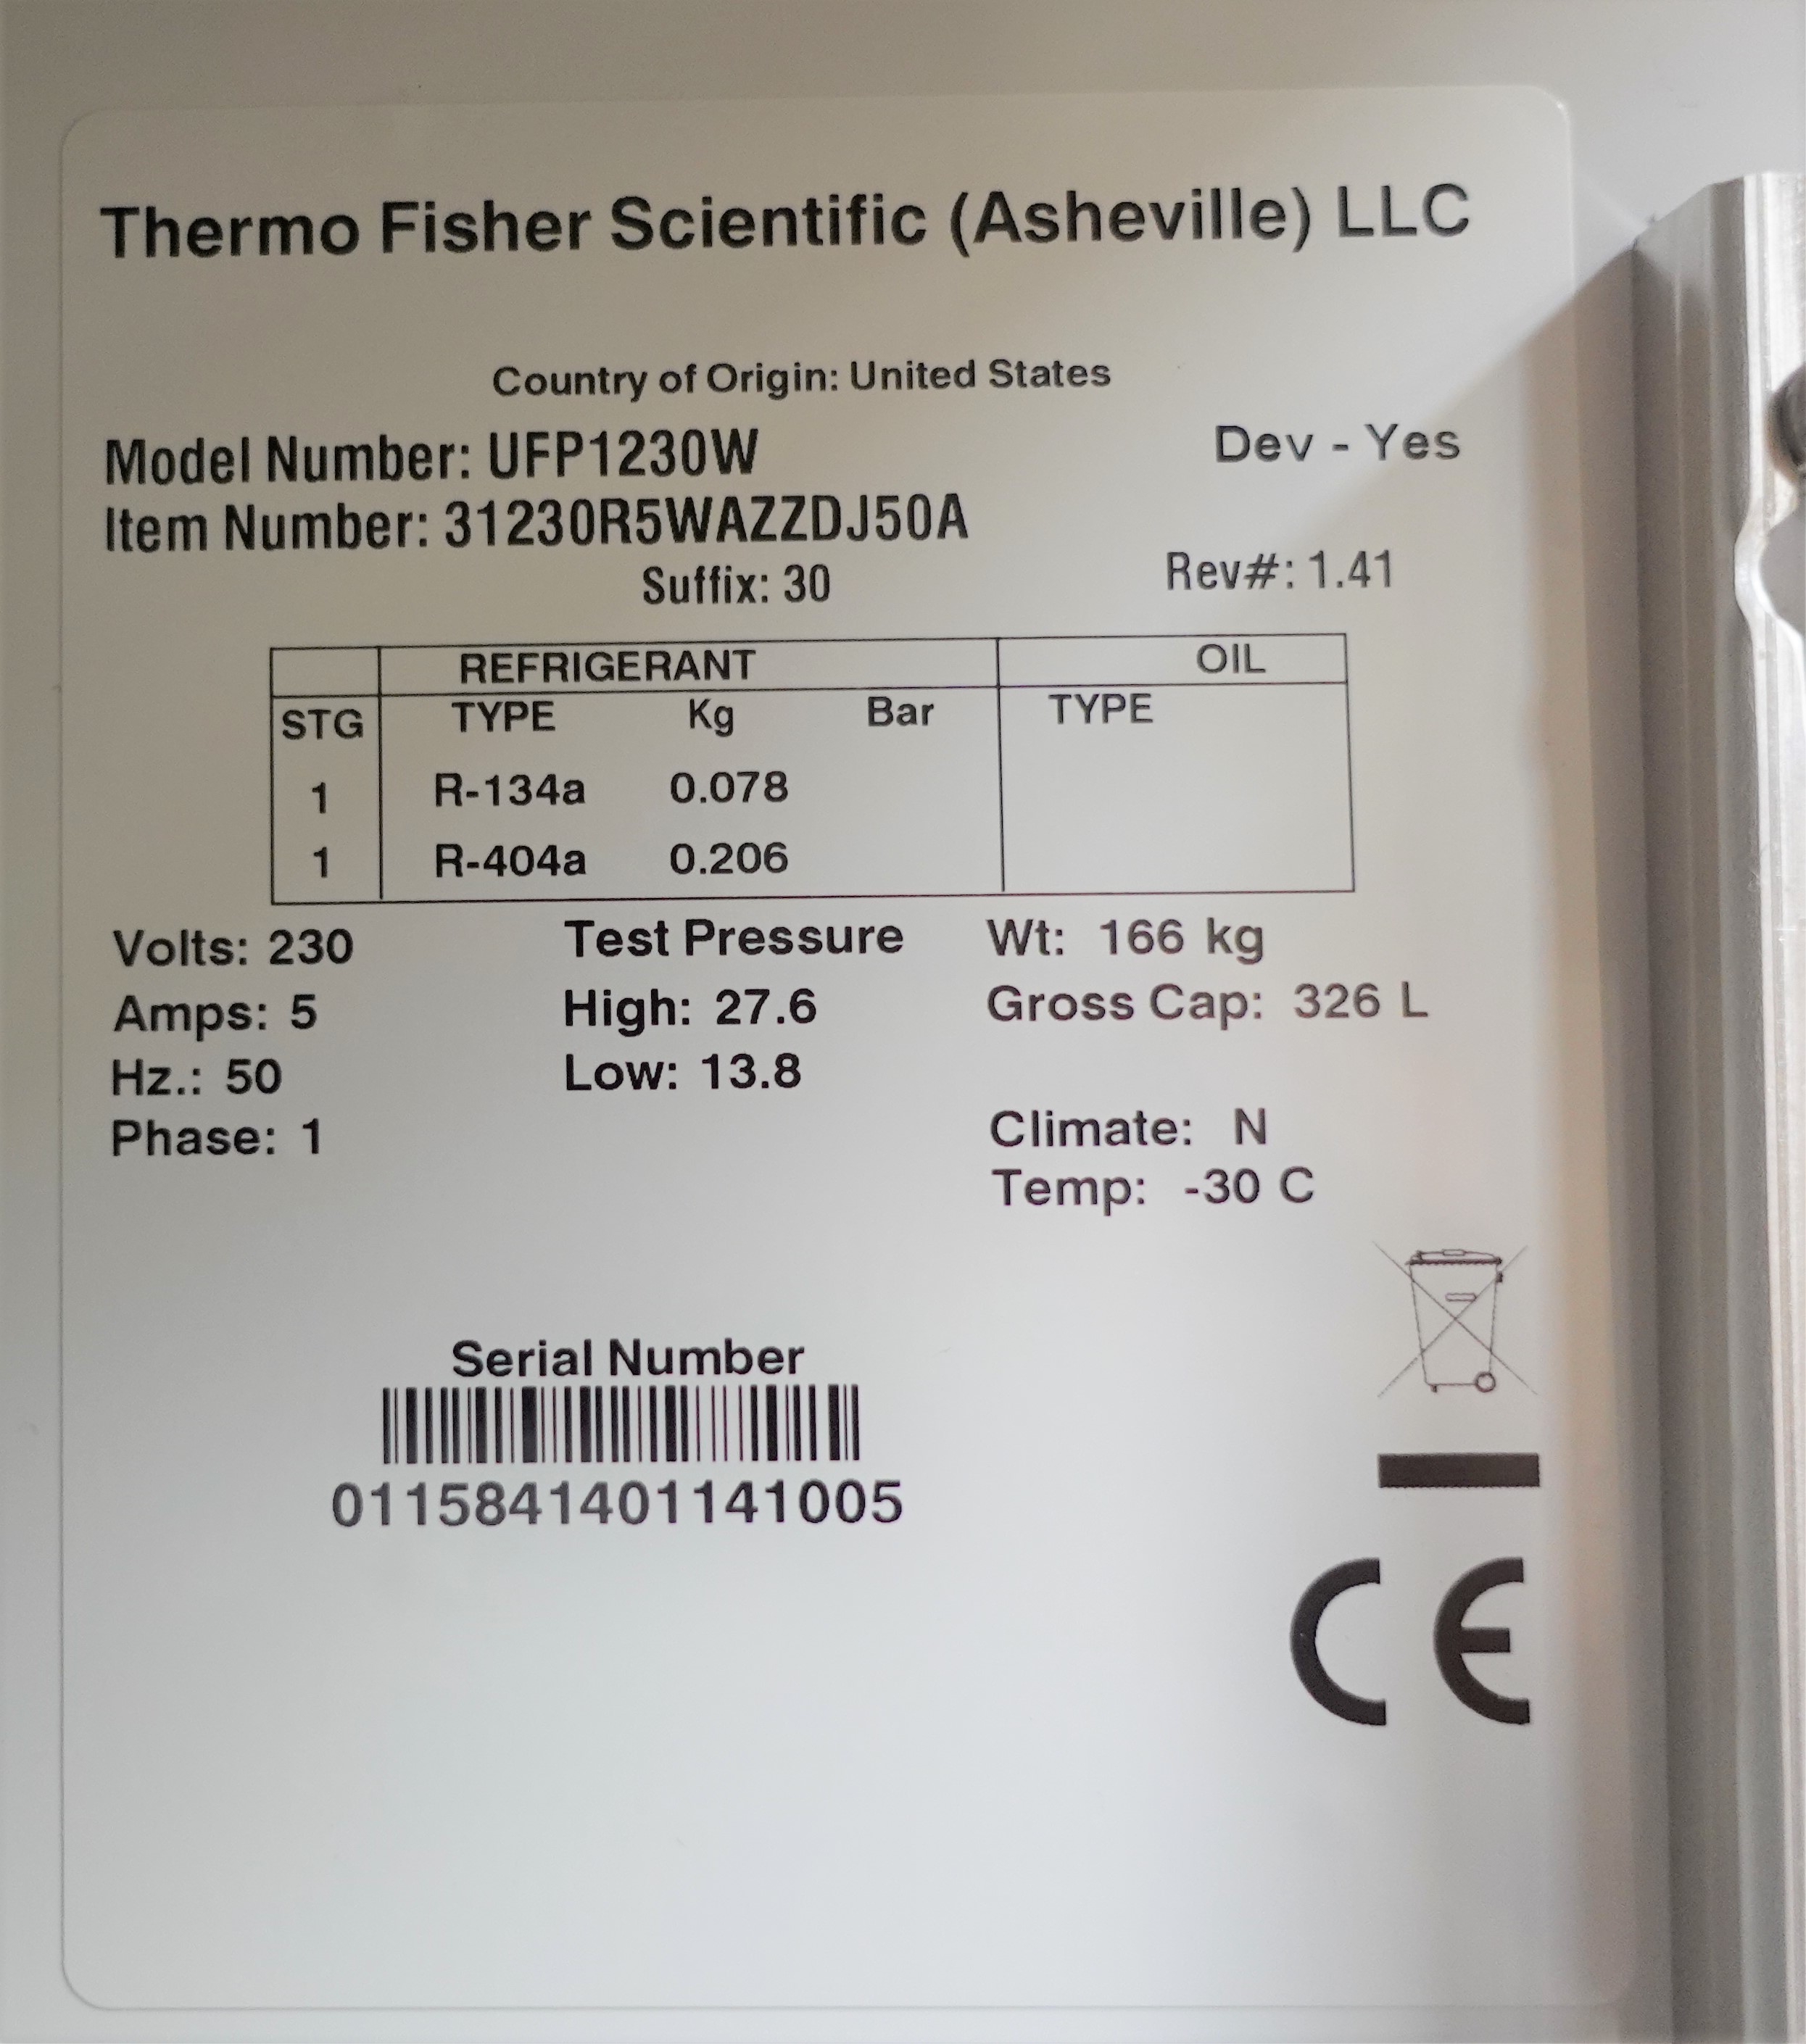 Thermo Fisher Scientific (Asheville) LLC
Country of Origin: United States
Model Number: UFP1230W
Dev - Yes
Item Number: 31230R5WAZZDJ50A
Suffix: 30
Rev#: 1.41
REFRIGERANT OIL
STG TYPE Kg Bar TYPE
1 R-134a 0.078
1 R-404a 0.206
Volts: 230 Test Pressure Wt: 166 kg
Amps: 5 High: 27.6 Gross Cap: 326 L
Hz.: 50 Low: 13.8
Phase: 1 Climate: N
Temp: -30 C
Serial Number
0115841401141005
CE